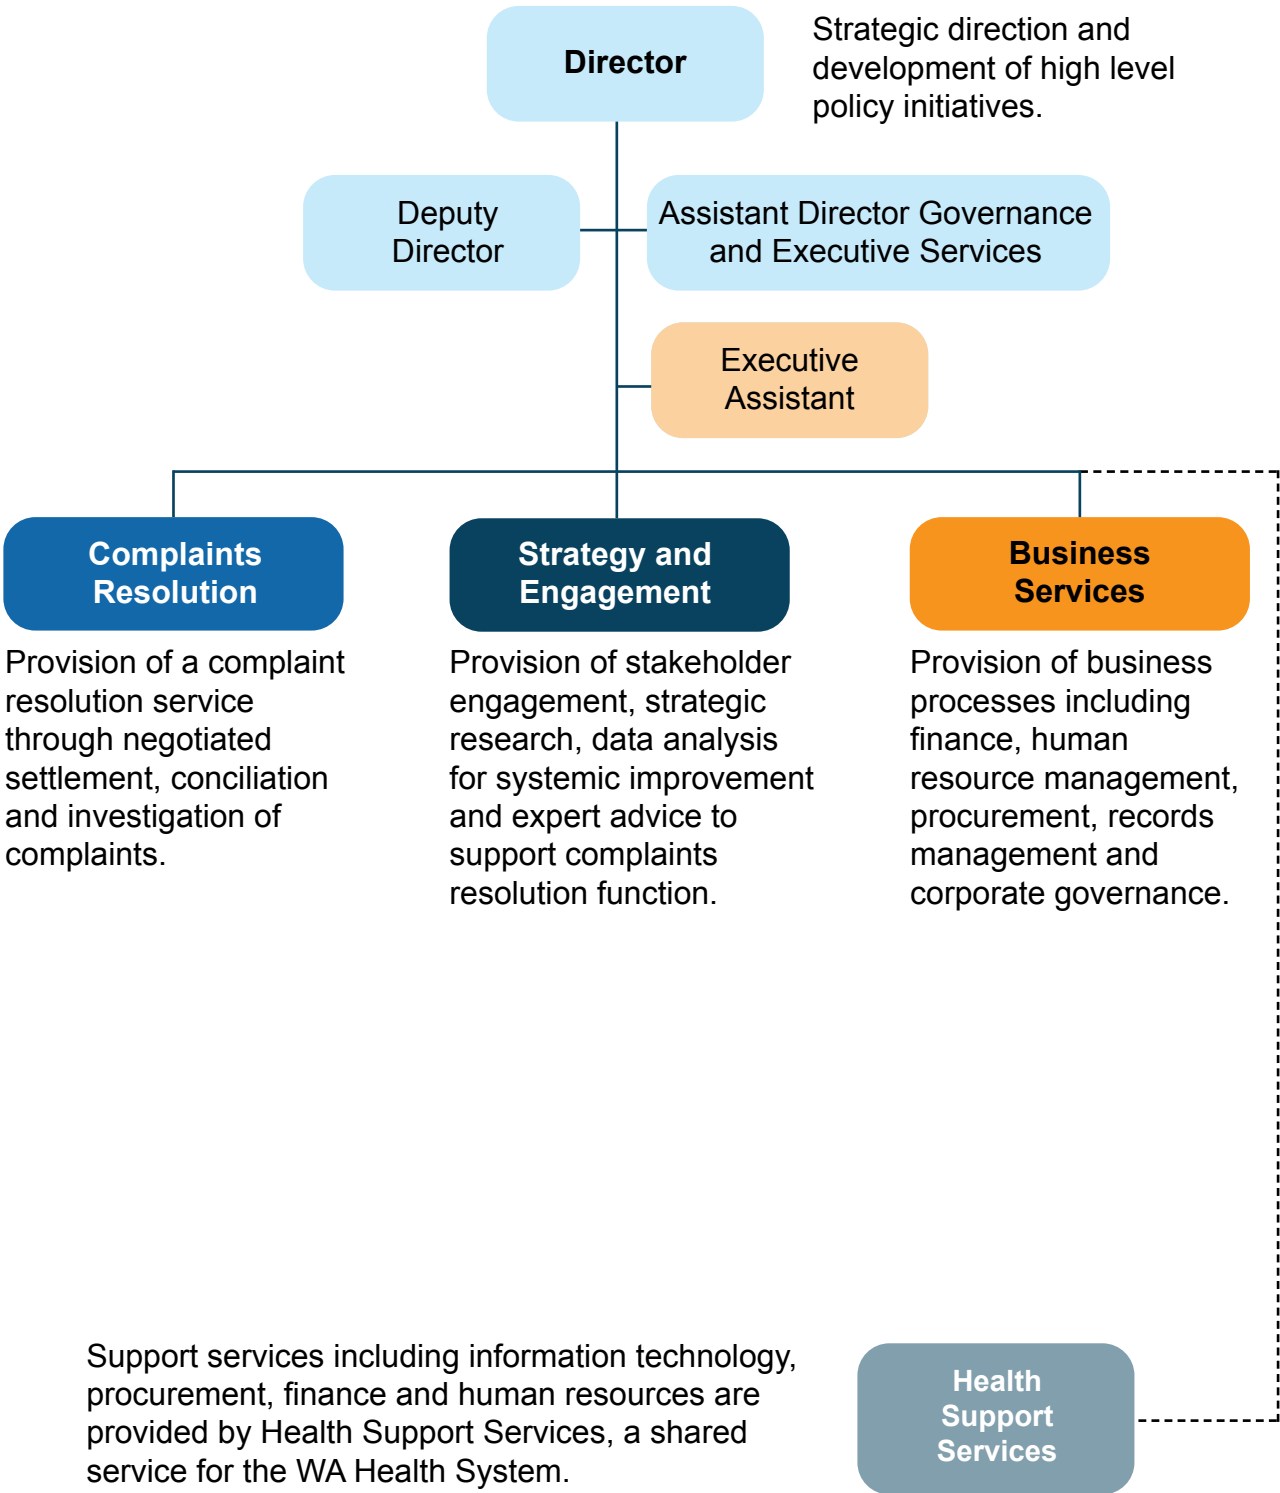 Director
Strategic direction and
development of high level
policy initiatives.
Deputy
Director
Assistant Director Governance
and Executive Services
Executive
Assistant
Complaints
Resolution
Provision of a complaint
resolution service
through negotiated
settlement, conciliation
and investigation of
complaints.
Strategy and
Engagement
Provision of stakeholder
engagement, strategic
research, data analysis
for systemic improvement
and expert advice to
support complaints
resolution function.
Business
Services
Provision of business
processes including
finance, human
resource management,
procurement, records
management and
corporate governance.
Support services including information technology,
procurement, finance and human resources are
provided by Health Support Services, a shared
service for the WA Health System.
Health
Support
Services